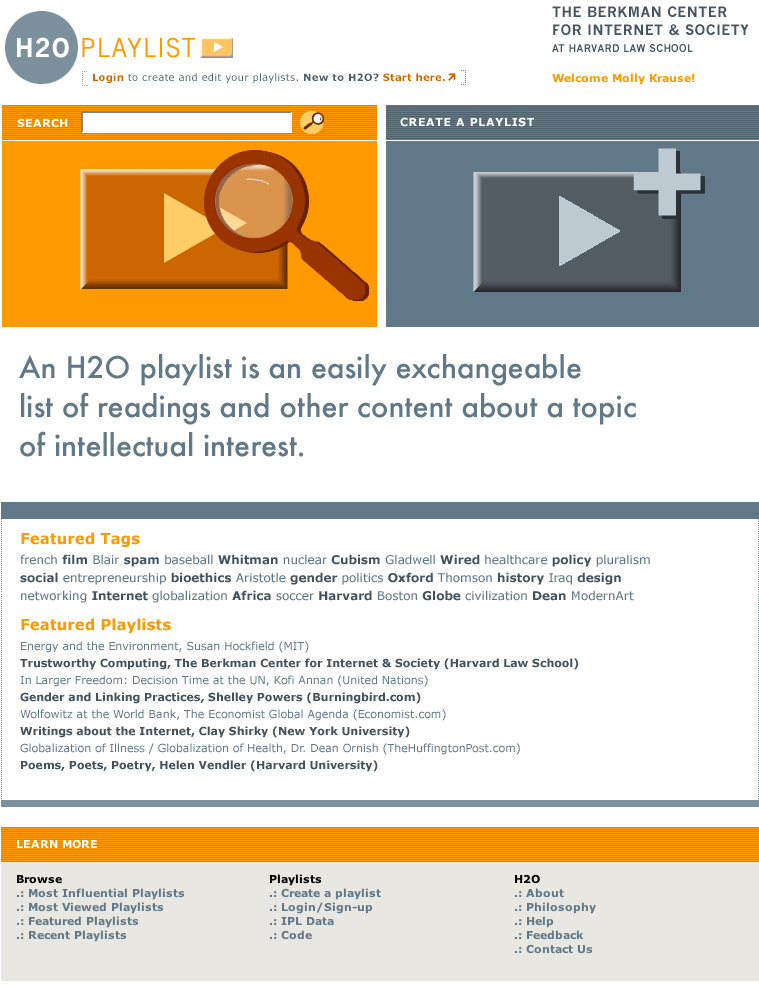 H2O PLAYLIST
Login to create and edit your playlists. New to H2O? Start here.
THE BERKMAN CENTER
FOR INTERNET & SOCIETY
AT HARVARD LAW SCHOOL
Welcome Molly Krause!
SEARCH
CREATE A PLAYLIST
An H2O playlist is an easily exchangeable
list of readings and other content about a topic
of intellectual interest.
Featured Tags
french film Blair spam baseball Whitman nuclear Cubism Gladwell Wired healthcare policy pluralism
social entrepreneurship bioethics Aristotle gender politics Oxford Thomson history Iraq design
networking Internet globalization Africa soccer Harvard Boston Globe civilization Dean ModernArt
Featured Playlists
Energy and the Environment, Susan Hockfield (MIT)
Trustworthy Computing, The Berkman Center for Internet & Society (Harvard Law School)
In Larger Freedom: Decision Time at the UN, Kofi Annan (United Nations)
Gender and Linking Practices, Shelley Powers (Burningbird.com)
Wolfowitz at the World Bank, The Economist Global Agenda (Economist.com)
Writings about the Internet, Clay Shirky (New York University)
Globalization of Illness / Globalization of Health, Dr. Dean Ornish (TheHuffingtonPost.com)
Poems, Poets, Poetry, Helen Vendler (Harvard University)
LEARN MORE
Browse
.: Most Influential Playlists
.: Most Viewed Playlists
.: Featured Playlists
.: Recent Playlists
Playlists
.: Create a playlist
.: Login/Sign-up
.: IPL Data
.: Code
H2O
.: About
.: Philosophy
.: Help
.: Feedback
.: Contact Us